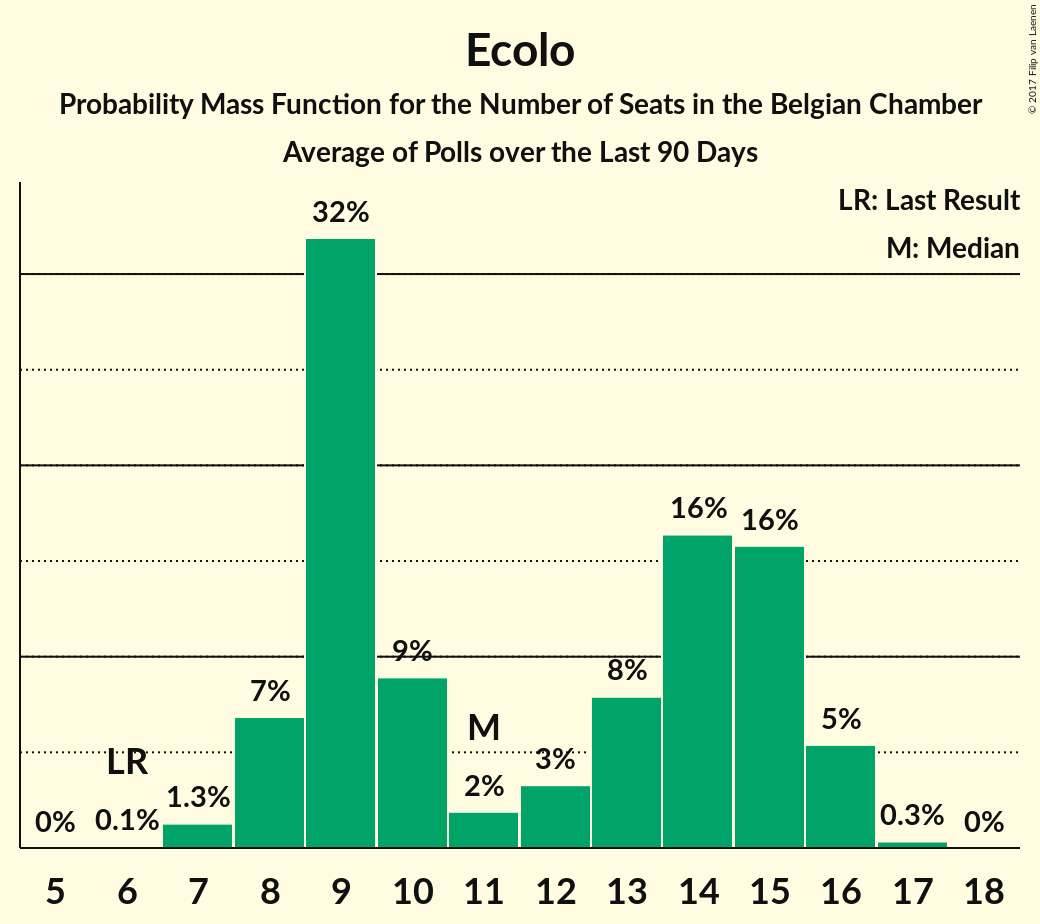 Ecolo
Probability Mass Function for the Number of Seats in the Belgian Chamber
Average of Polls over the Last 90 Days
© 2017 Filip van Laenen
LR: Last Result
M: Median
0%
LR
0.1%
1.3%
7%
32%
9%
M
2%
3%
8%
16%
16%
5%
0.3%
0%
5 6 7 8 9 10 11 12 13 14 15 16 17 18